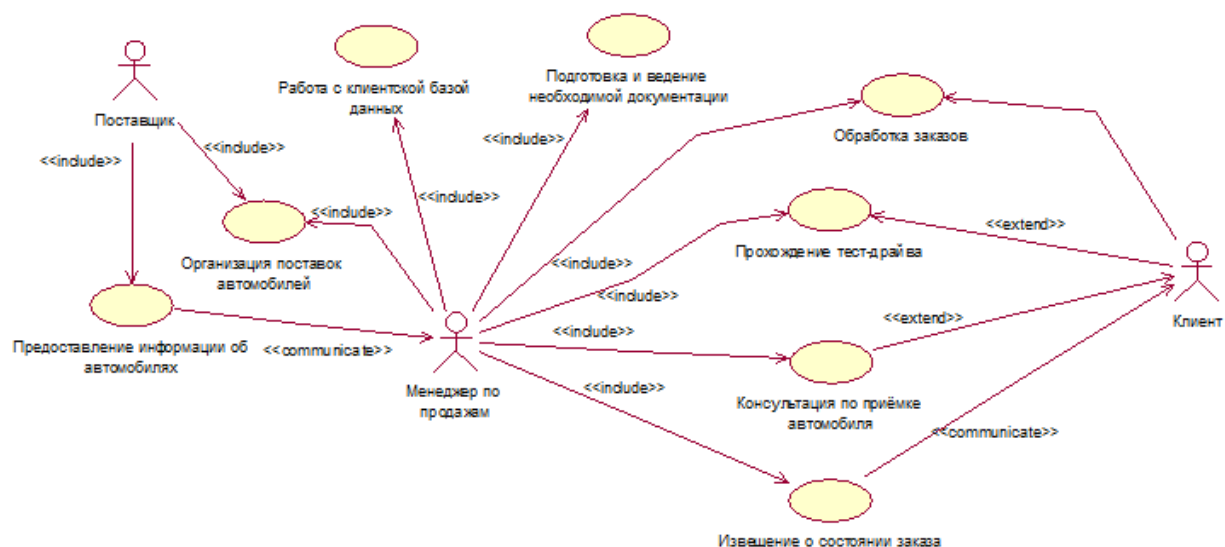 Поставщик
Работа с клиентской базой
данных
Подготовка и ведение
необходимой документации
Обработка заказов
<<include>>
<<include>>
<<include>>
<<include>>
<<include>>
Организация поставок
автомобилей
Прохождение тест-драйва
<<extend>>
<<include>>
<<include>>
Предоставление информации об
автомобилях
<<communicate>>
Менеджер по
продажам
<<include>>
<<extend>>
Клиент
<<include>>
Консультация по приёмке
автомобиля
<<communicate>>
Извещение о состоянии заказа